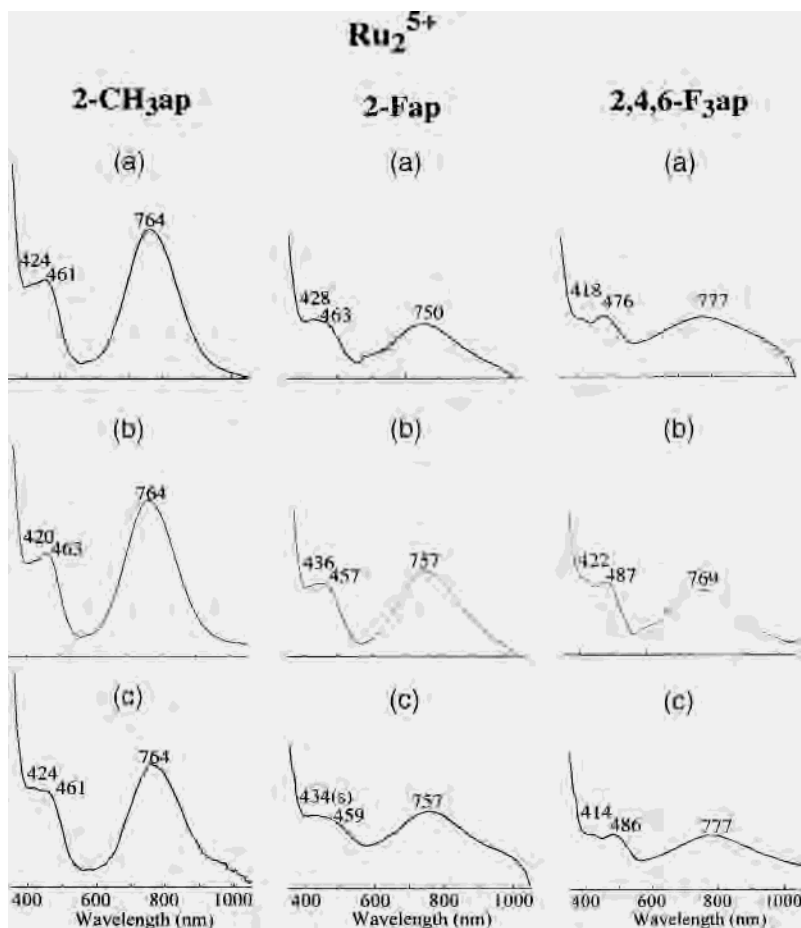 Ru₂⁵⁺
2-CH₃ap 2-Fap 2,4,6-F₃ap
(a) (a) (a)
424 461 764 428 463 750 418 476 777
(b) (b) (b)
420 463 764 436 457 757 422 487 769
(c) (c) (c)
424 461 764 434(s) 459 757 414 486 777
400 600 800 1000 400 600 800 1000 400 600 800 1000
Wavelength (nm) Wavelength (nm) Wavelength (nm)